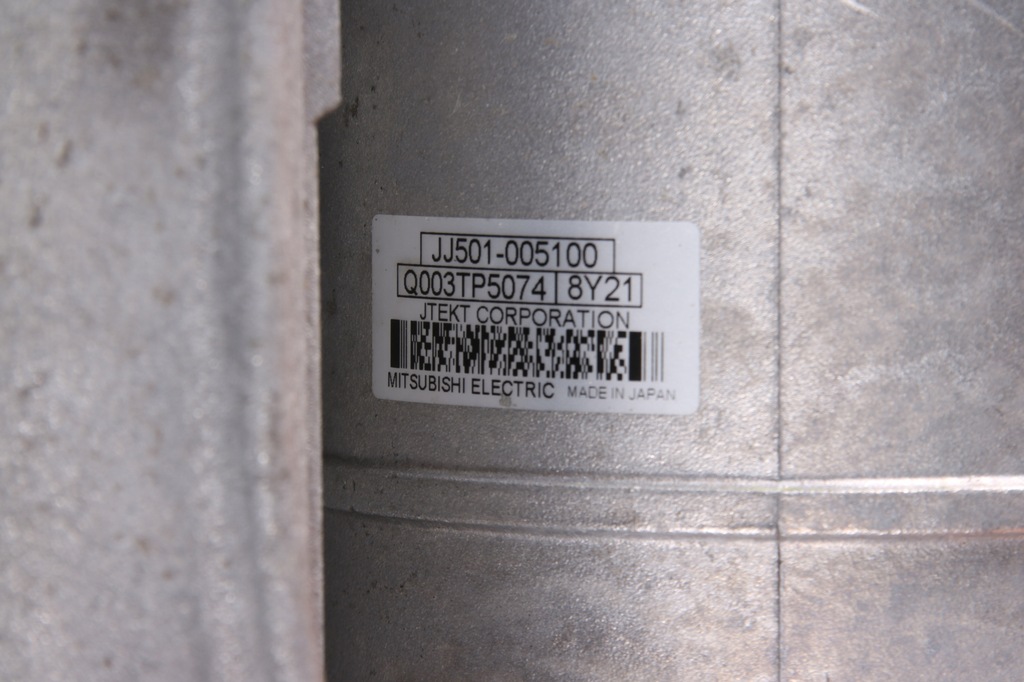 JJ501-005100
Q003TP5074 8Y21
JTEKT CORPORATION
MITSUBISHI ELECTRIC MADE IN JAPAN